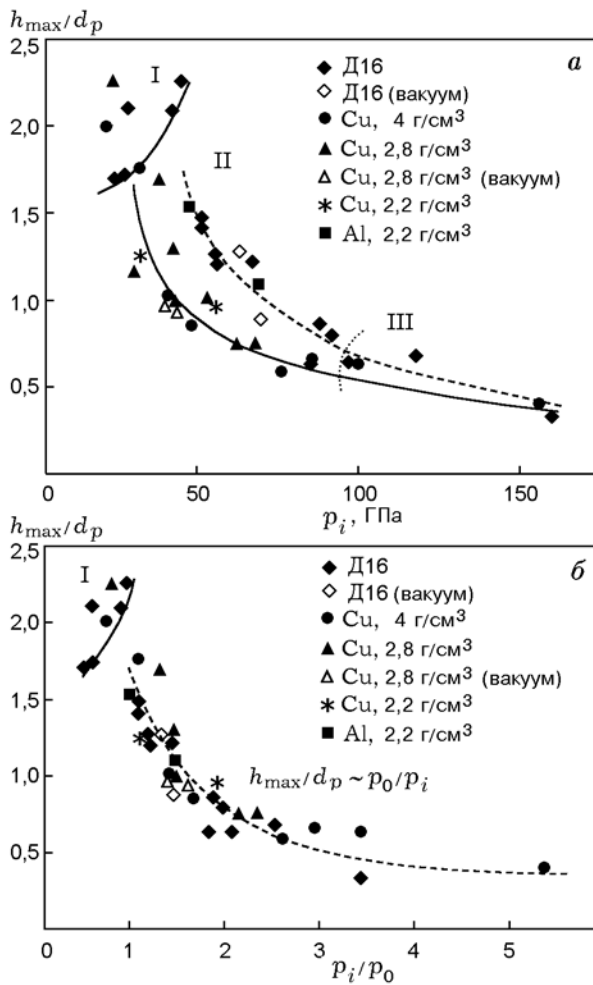 h_max/d_p
а
2,5
2,0
1,5
1,0
0,5
0
50
100
150
p_i, ГПа
I
II
III
Д16
Д16 (вакуум)
Cu, 4 г/см³
Cu, 2,8 г/см³
Cu, 2,8 г/см³ (вакуум)
Cu, 2,2 г/см³
Al, 2,2 г/см³
h_max/d_p
б
2,5
2,0
1,5
1,0
0,5
0
1
2
3
4
5
p_i/p_0
I
Д16
Д16 (вакуум)
Cu, 4 г/см³
Cu, 2,8 г/см³
Cu, 2,8 г/см³ (вакуум)
Cu, 2,2 г/см³
Al, 2,2 г/см³
h_max/d_p ~ p_0/p_i